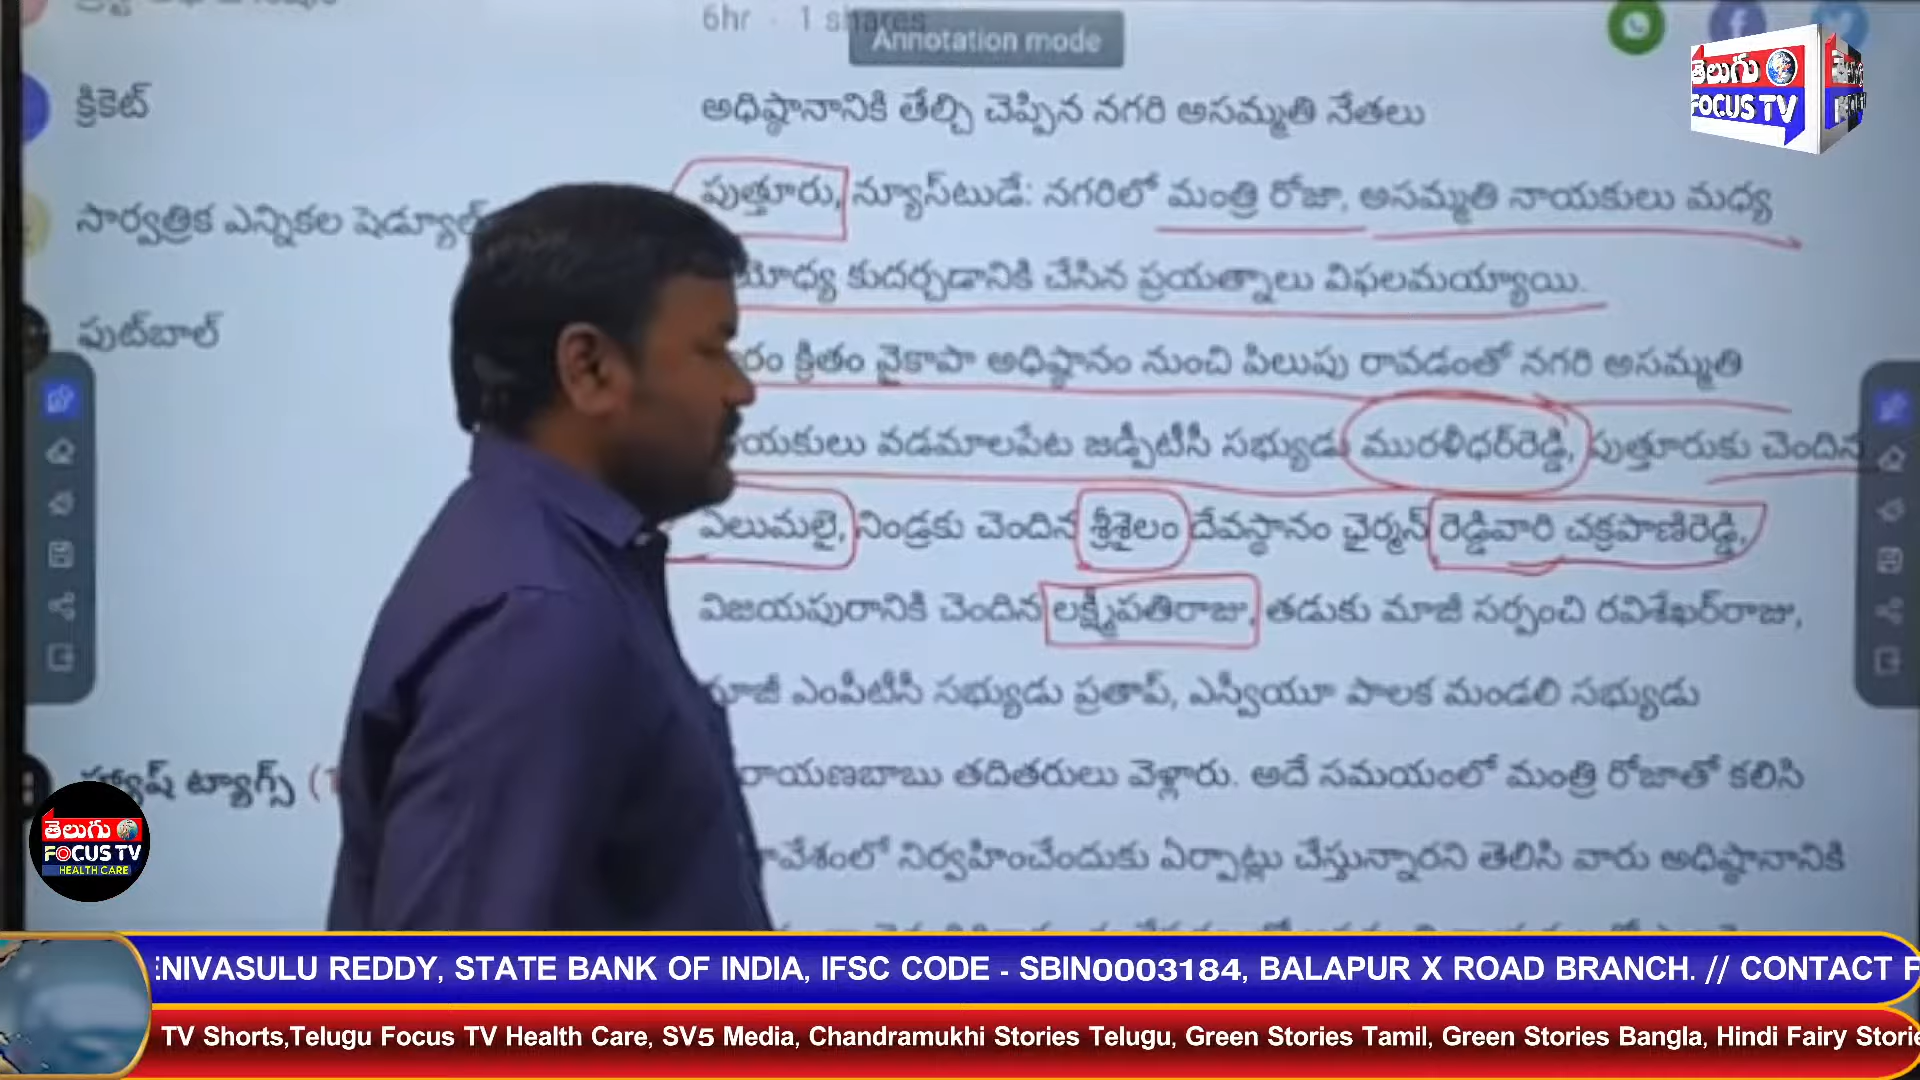 6hr · 1 shares
Annotation mode
తెలుగు
FOCUS TV
క్రికెట్
సార్వత్రిక ఎన్నికల షెడ్యూల్
ఫుట్‌బాల్
హ్యాష్ ట్యాగ్స్
అధిష్ఠానానికి తేల్చి చెప్పిన నగరి అసమ్మతి నేతలు
పుత్తూరు, న్యూస్‌టుడే: నగరిలో మంత్రి రోజా, అసమ్మతి నాయకులు మధ్య
కుదర్చడానికి చేసిన ప్రయత్నాలు విఫలమయ్యాయి.
క్రితం వైకాపా అధిష్ఠానం నుంచి పిలుపు రావడంతో నగరి అసమ్మతి
వడమాలపేట జడ్పీటీసీ సభ్యుడు మురళీధర్‌రెడ్డి, పుత్తూరుకు చెందిన
ఏలుమలై, నిండ్రకు చెందిన శ్రీశైలం దేవస్థానం ఛైర్మన్ రెడ్డివారి చక్రపాణిరెడ్డి,
విజయపురానికి చెందిన లక్ష్మీపతిరాజు, తడుకు మాజీ సర్పంచి రవిశేఖర్‌రాజు,
మాజీ ఎంపీటీసీ సభ్యుడు ప్రతాప్, ఎస్వీయూ పాలక మండలి సభ్యుడు
తదితరులు వెళ్లారు. అదే సమయంలో మంత్రి రోజాతో కలిసి
నిర్వహించేందుకు ఏర్పాట్లు చేస్తున్నారని తెలిసి వారు అధిష్ఠానానికి
తెలుగు
FOCUS TV
HEALTH CARE
ENIVASULU REDDY, STATE BANK OF INDIA, IFSC CODE - SBIN0003184, BALAPUR X ROAD BRANCH. // CONTACT F
TV Shorts,Telugu Focus TV Health Care, SV5 Media, Chandramukhi Stories Telugu, Green Stories Tamil, Green Stories Bangla, Hindi Fairy Storie